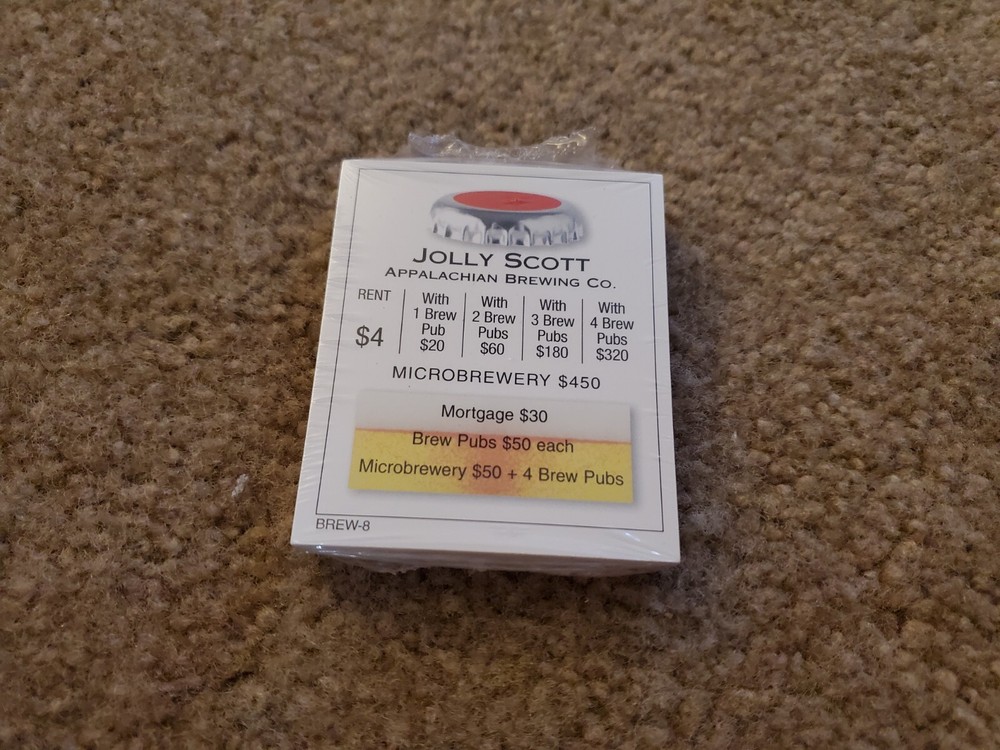 JOLLY SCOTT
APPALACHIAN BREWING CO.
RENT
$4
With
1 Brew
Pub
$20
With
2 Brew
Pubs
$60
With
3 Brew
Pubs
$180
With
4 Brew
Pubs
$320
MICROBREWERY $450
Mortgage $30
Brew Pubs $50 each
Microbrewery $50 + 4 Brew Pubs
BREW-8